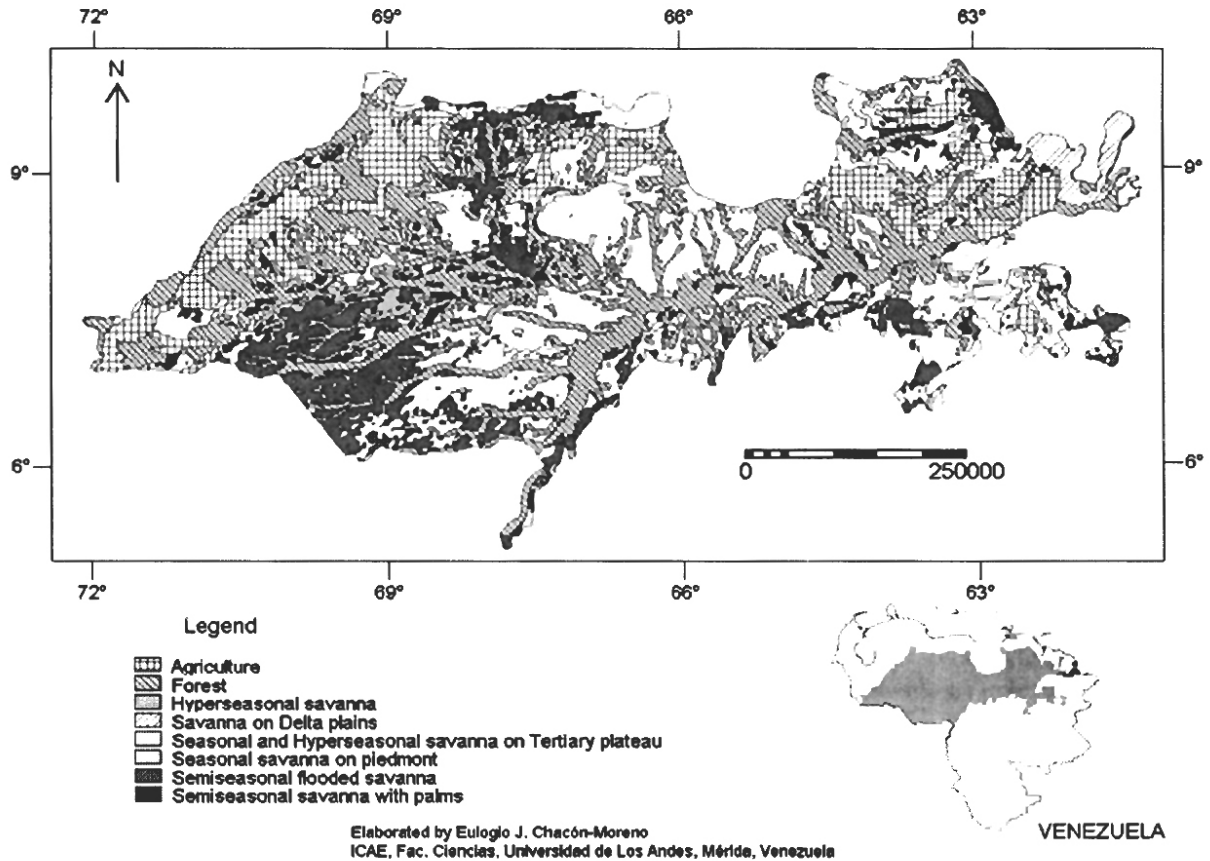 72° 69° 66° 63°
N
9° 9°
6° 6°
0 250000
72° 69° 66° 63°
Legend
Agriculture
Forest
Hyperseasonal savanna
Savanna on Delta plains
Seasonal and Hyperseasonal savanna on Tertiary plateau
Seasonal savanna on piedmont
Semiseasonal flooded savanna
Semiseasonal savanna with palms
VENEZUELA
Elaborated by Eulogio J. Chacón-Moreno
ICAE, Fac. Ciencias, Universidad de Los Andes, Mérida, Venezuela